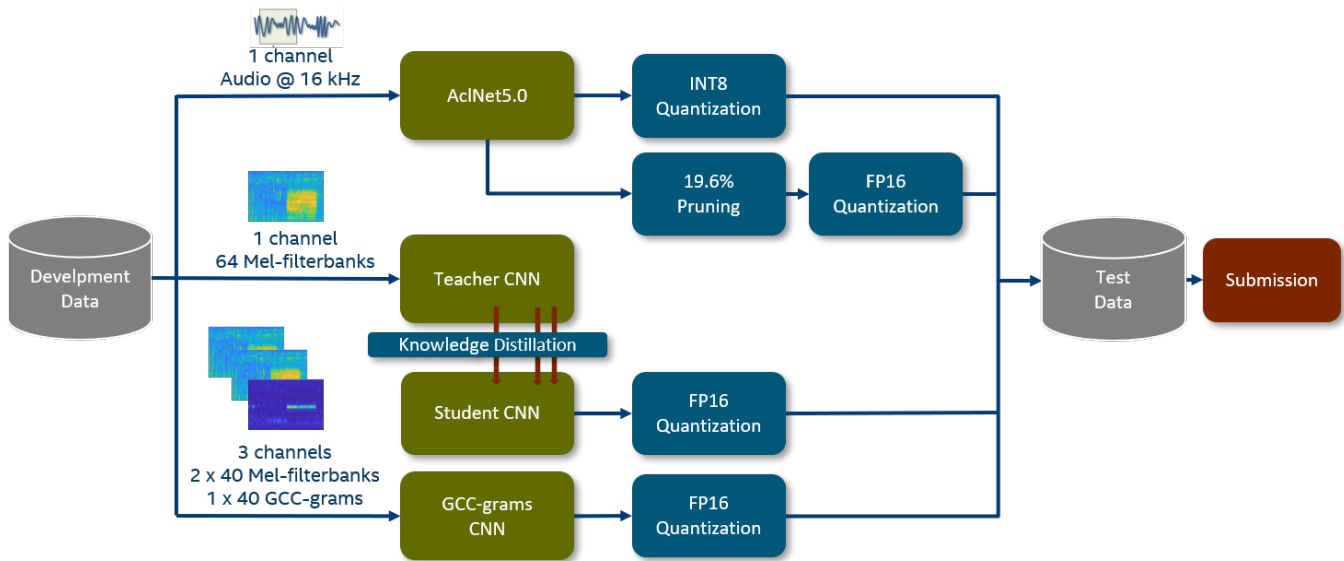 1 channel
Audio @ 16 kHz
AclNet5.0
INT8
Quantization
19.6%
Pruning
FP16
Quantization
1 channel
64 Mel-filterbanks
Develpment
Data
Teacher CNN
Test
Data
Submission
Knowledge Distillation
Student CNN
FP16
Quantization
3 channels
2 x 40 Mel-filterbanks
1 x 40 GCC-grams
GCC-grams
CNN
FP16
Quantization